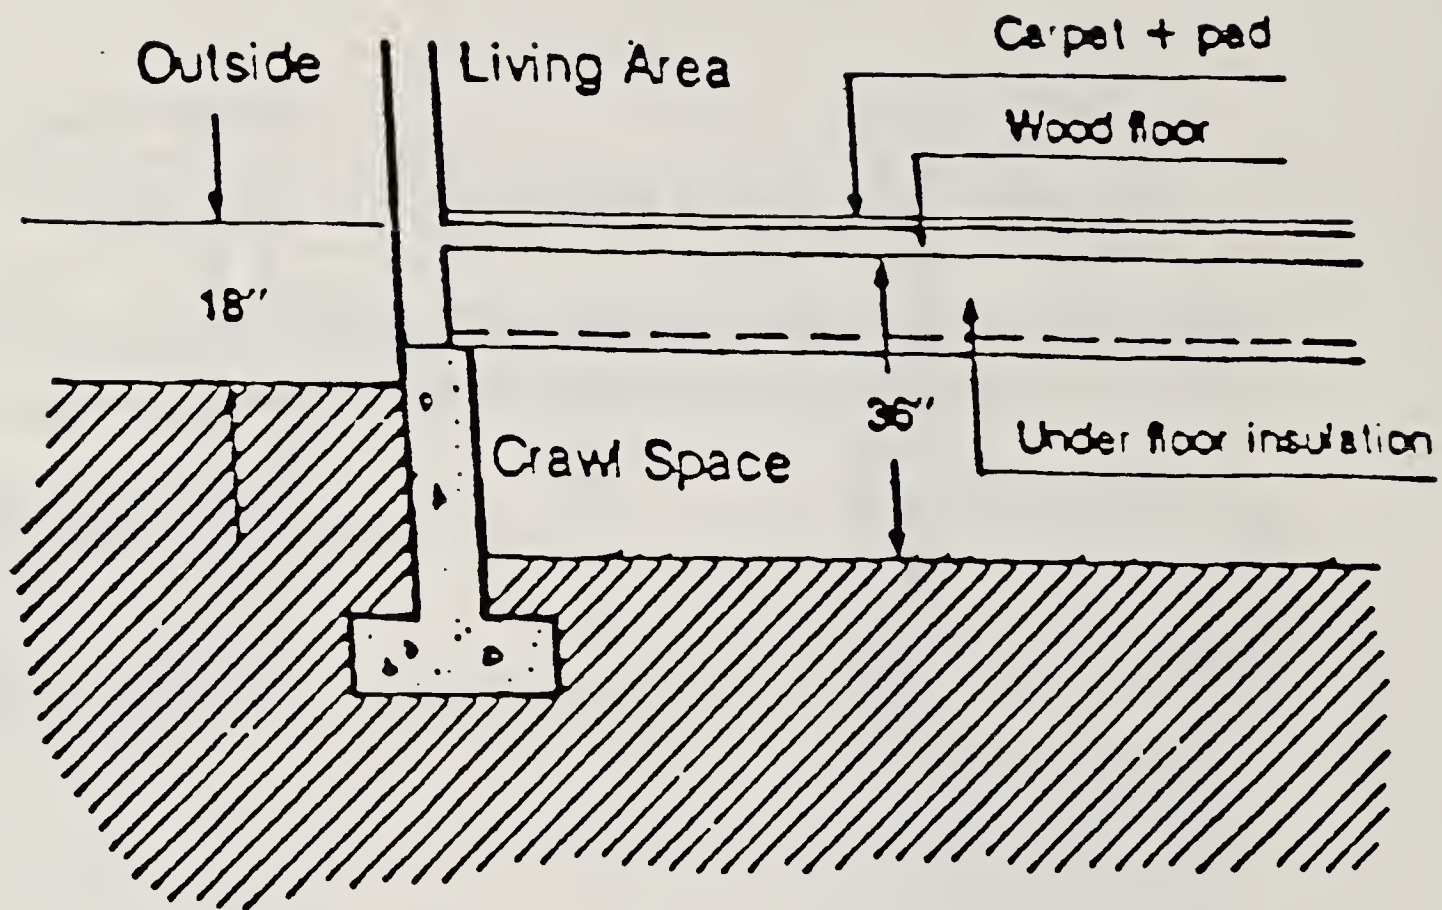 Outside
Living Area
Carpet + pad
Wood floor
18"
36"
Under floor insulation
Crawl Space